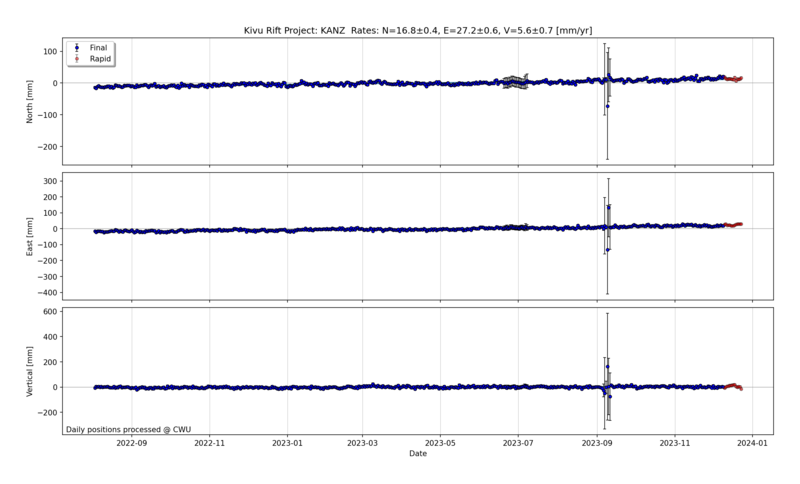 Kivu Rift Project: KANZ Rates: N=16.8±0.4, E=27.2±0.6, V=5.6±0.7 [mm/yr]
Final
Rapid
North [mm]
100
0
−100
−200
East [mm]
300
200
100
0
−100
−200
−300
−400
Vertical [mm]
600
400
200
0
−200
Daily positions processed @ CWU
2022-09 2022-11 2023-01 2023-03 2023-05 2023-07 2023-09 2023-11 2024-01
Date